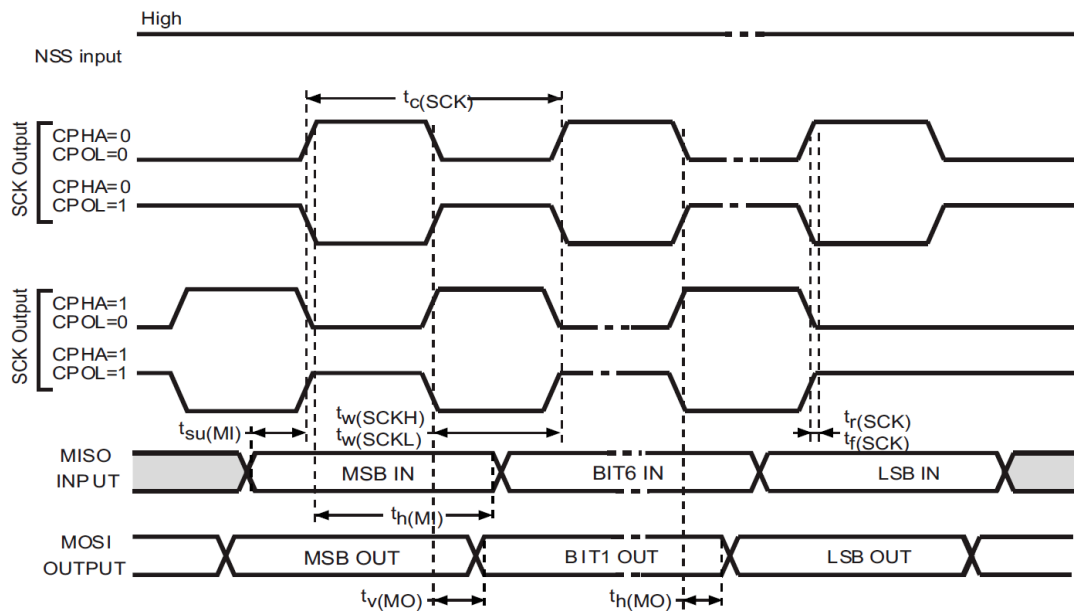 High
NSS input
tc(SCK)
SCK Output
CPHA=0
CPOL=0
CPHA=0
CPOL=1
SCK Output
CPHA=1
CPOL=0
CPHA=1
CPOL=1
tsu(MI)
tw(SCKH)
tw(SCKL)
tr(SCK)
tf(SCK)
MISO
INPUT
MSB IN
BIT6 IN
LSB IN
th(MI)
MOSI
OUTPUT
MSB OUT
BIT1 OUT
LSB OUT
tv(MO)
th(MO)